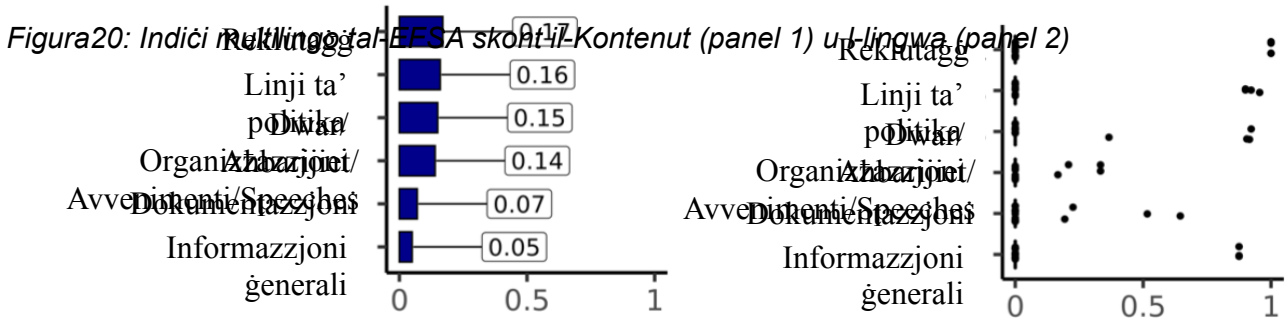 Figura20: Indiċi multilingo tal-EFSA skont il-Kontenut (panel 1) u l-lingwa (panel 2)
Reklutaġġ
Linji ta’
politika
Dwar/
Organizzazzjoni
Aħbarijiet/
Avvenimenti/Speeches
Dokumentazzjoni
Informazzjoni
ġenerali
0.17
0.16
0.15
0.14
0.07
0.05
0 0.5 1
Reklutaġġ
Linji ta’
politika
Dwar/
Organizzazzjoni
Aħbarijiet/
Avvenimenti/Speeches
Dokumentazzjoni
Informazzjoni
ġenerali
0 0.5 1